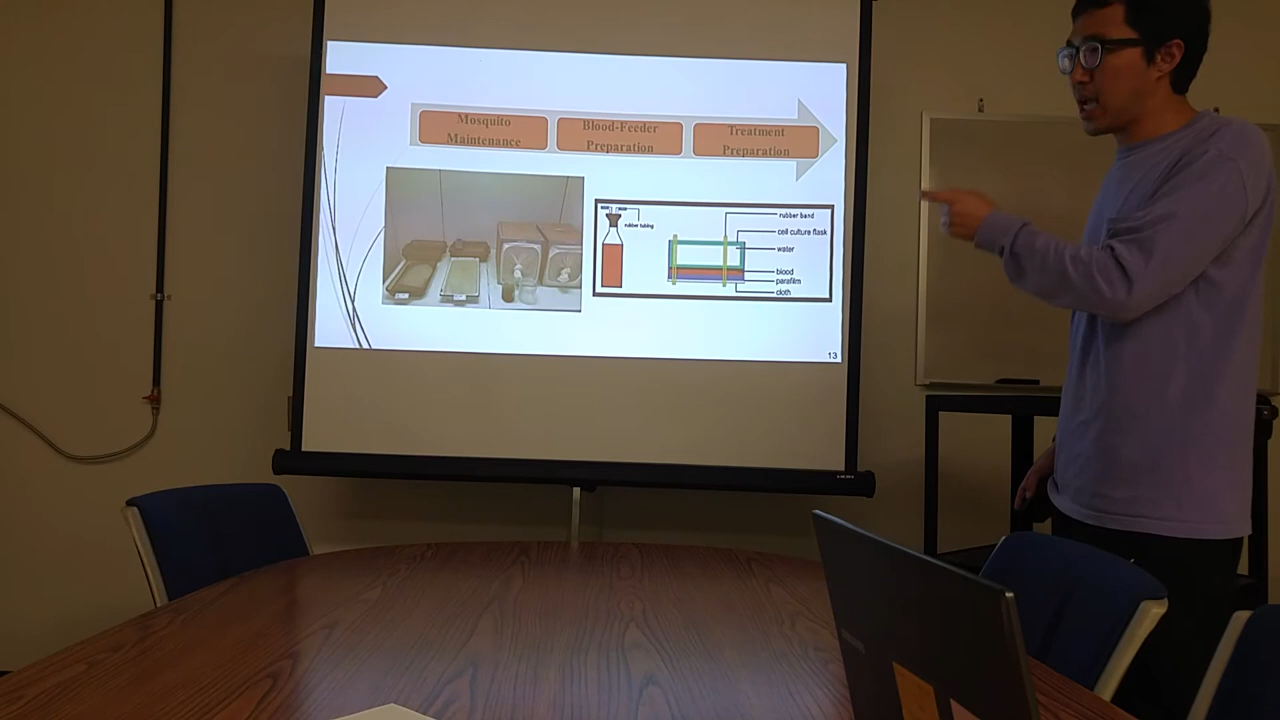 Mosquito
Maintenance
Blood-Feeder
Preparation
Treatment
Preparation
rubber tubing
rubber band
cell culture flask
water
blood
parafilm
cloth
13